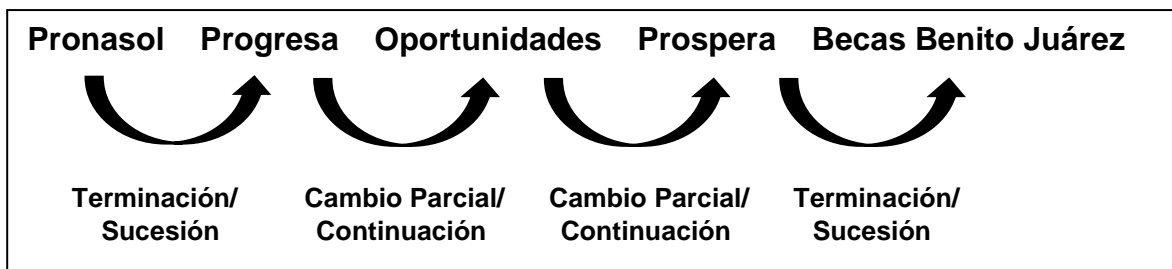 Pronasol Progresa Oportunidades Prospera Becas Benito Juárez
Terminación/ Cambio Parcial/ Cambio Parcial/ Terminación/
Sucesión Continuación Continuación Sucesión